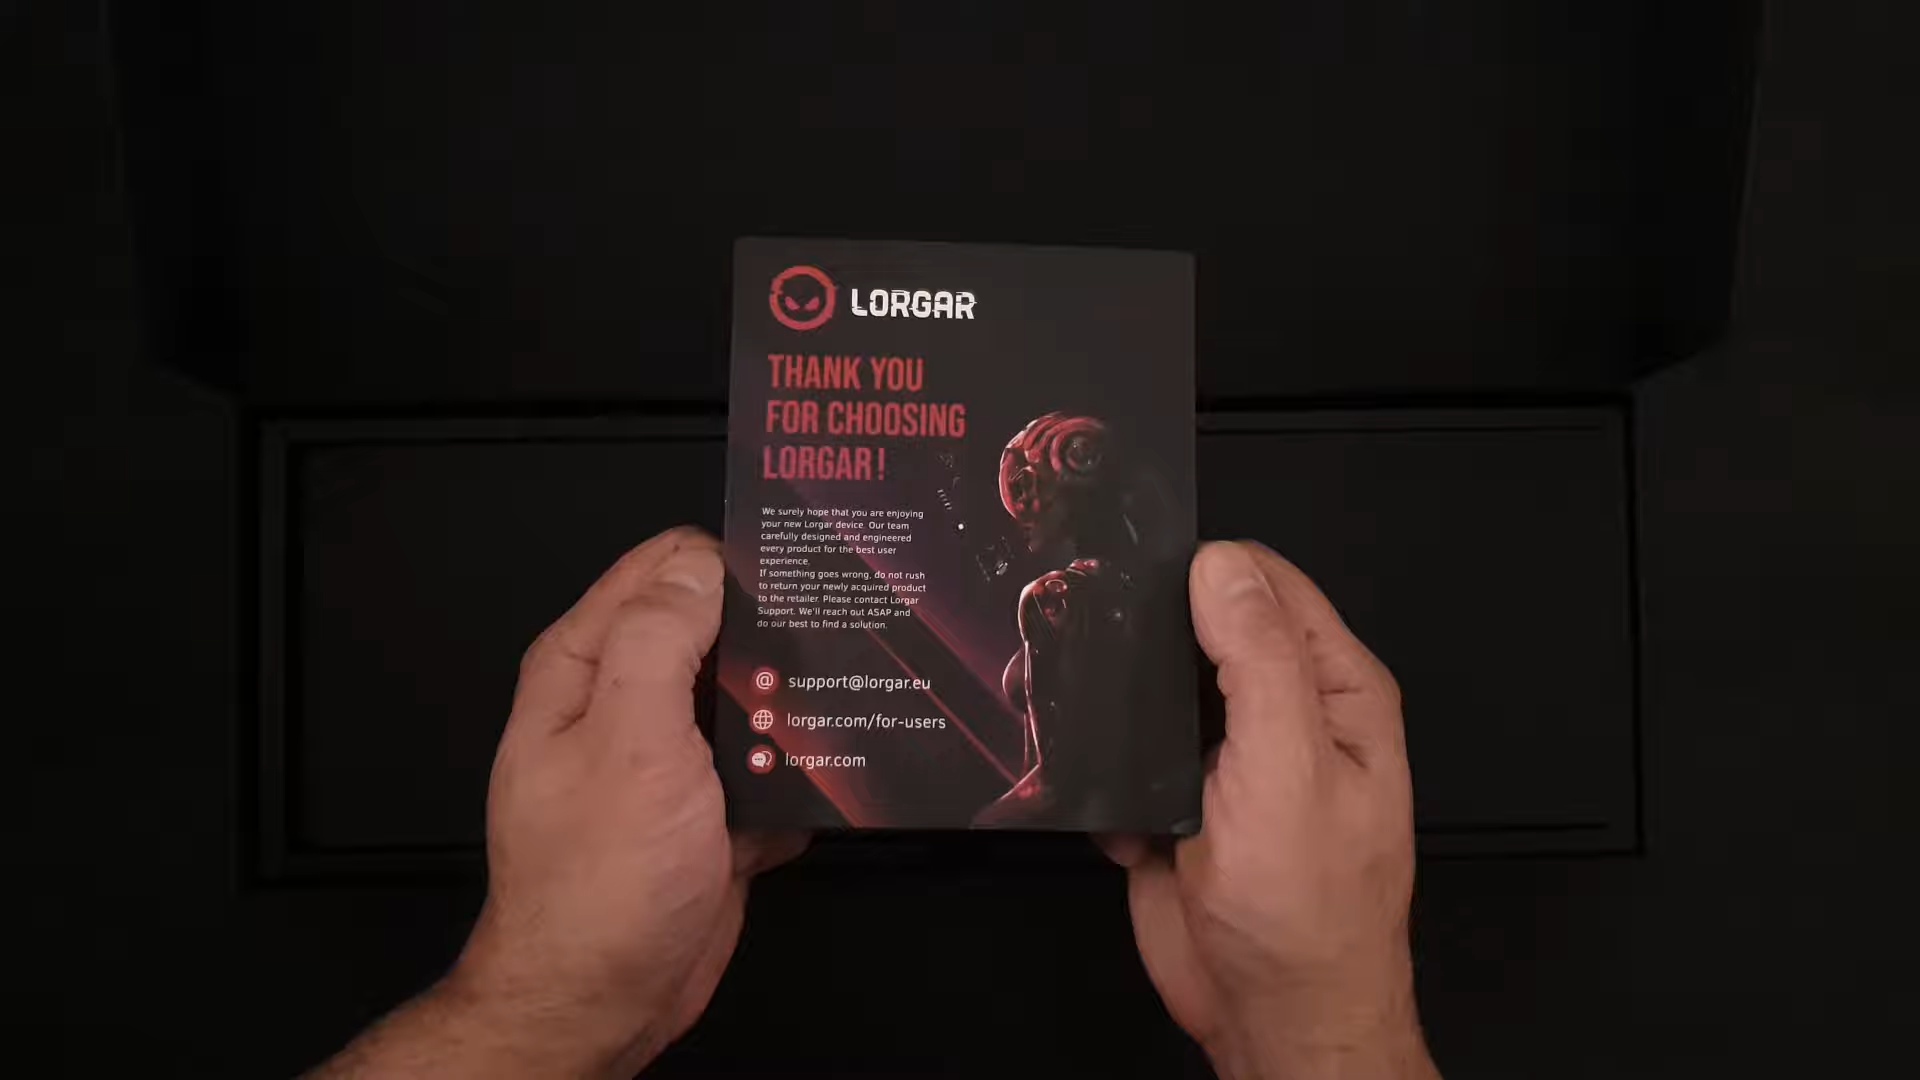 LORGAR
THANK YOU
FOR CHOOSING
LORGAR!
We surely hope that you are enjoying
your new Lorgar device. Our team
carefully designed and engineered
every product for the best user
experience.
If something goes wrong, do not rush
to return your newly acquired product
to the retailer. Please contact Lorgar
Support. We'll reach out ASAP and
do our best to find a solution.
support@lorgar.eu
lorgar.com/for-users
lorgar.com